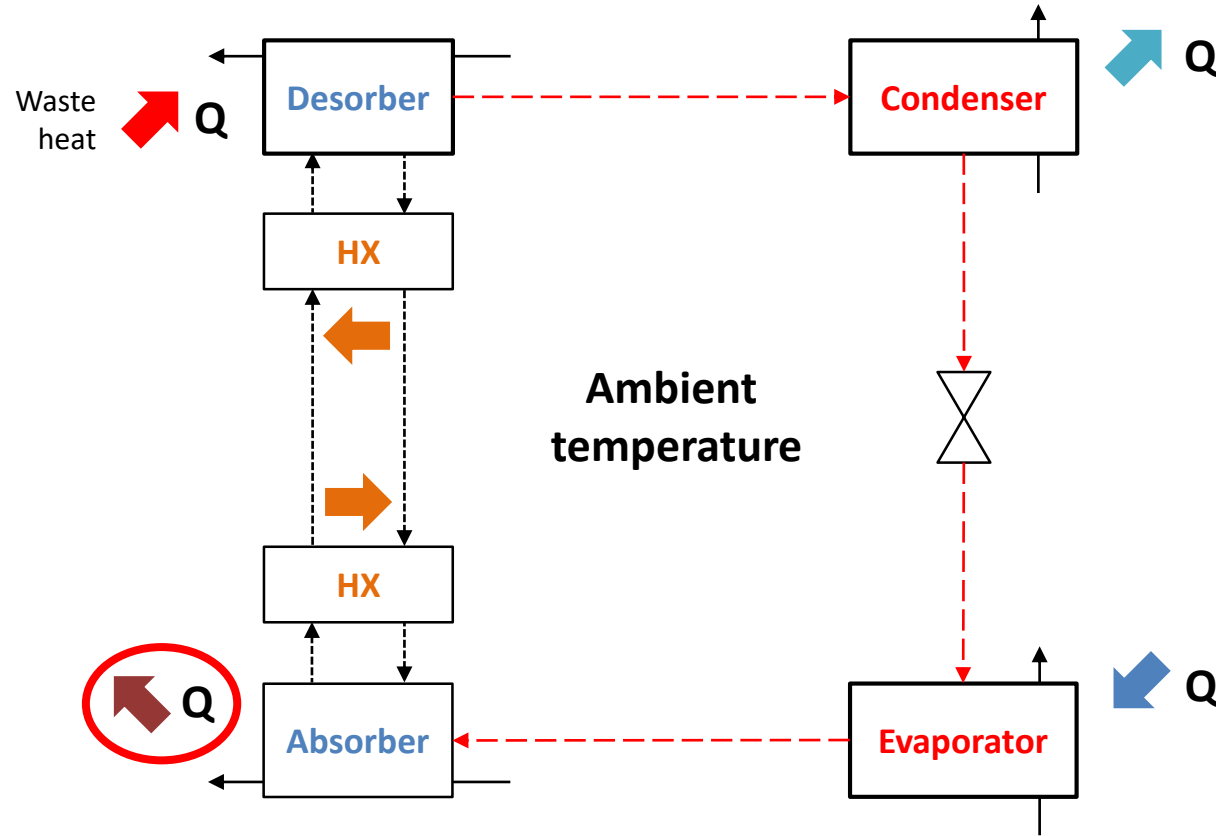 Desorber
Condenser
Q
Waste
heat
Q
HX
Ambient
temperature
HX
Q
Absorber
Evaporator
Q